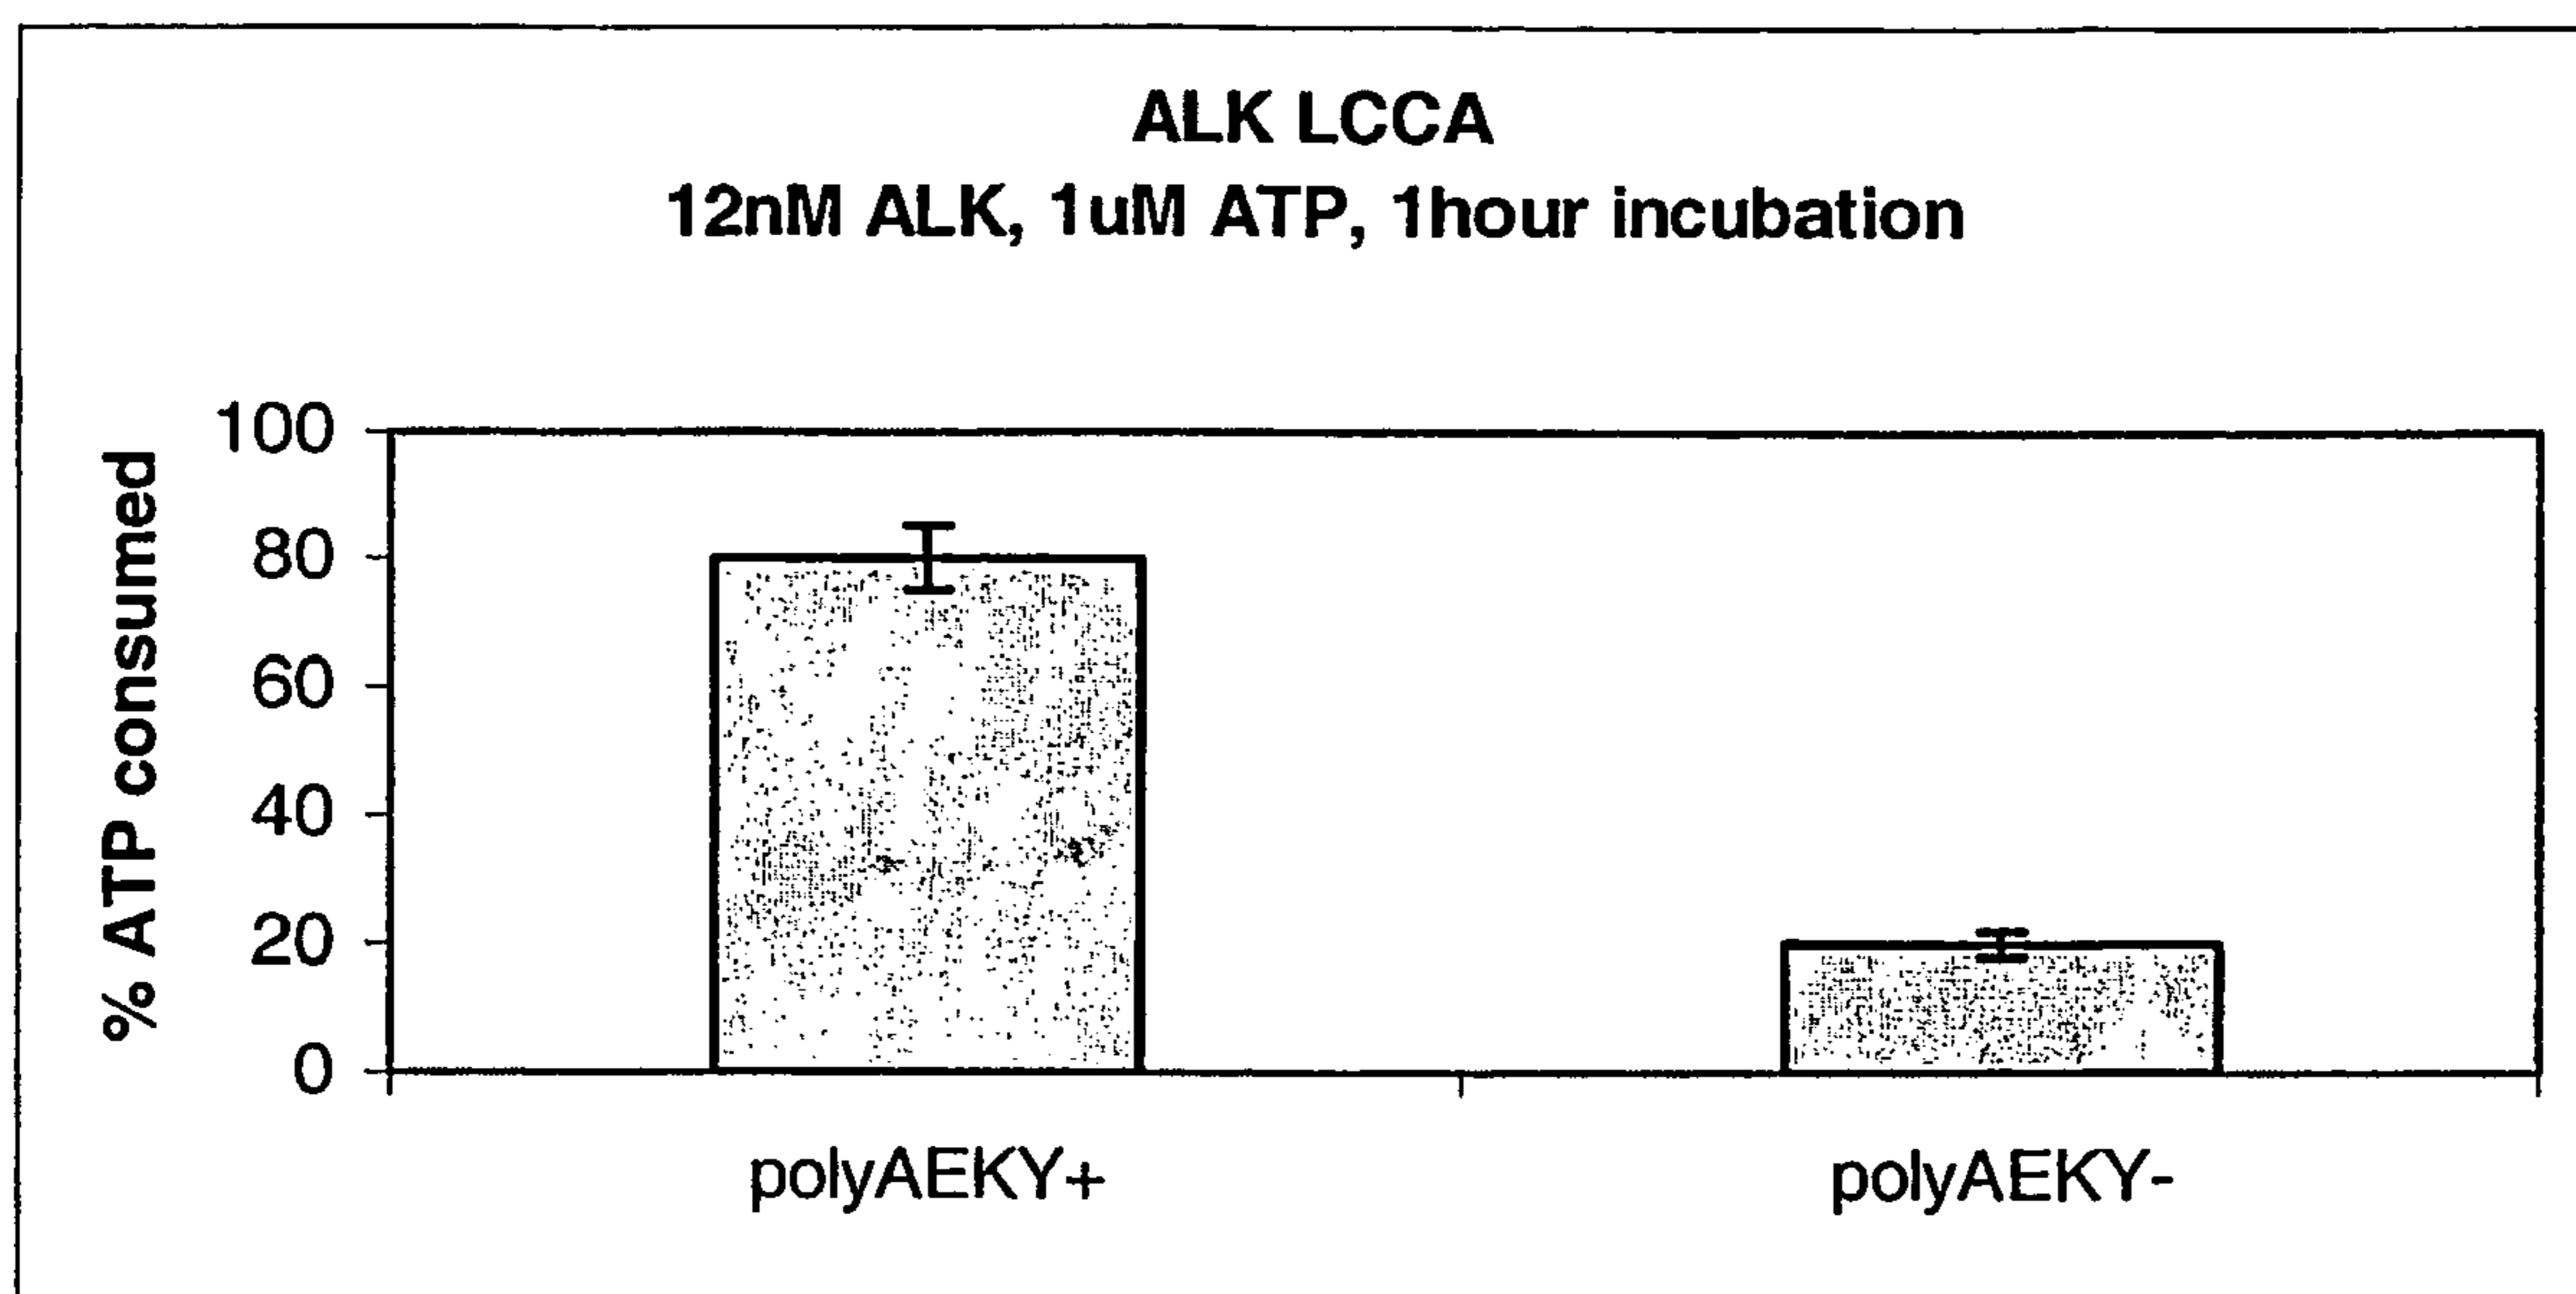 ALK LCCA
12nM ALK, 1uM ATP, 1hour incubation
% ATP consumed
100
80
60
40
20
0
polyAEKY+
polyAEKY-